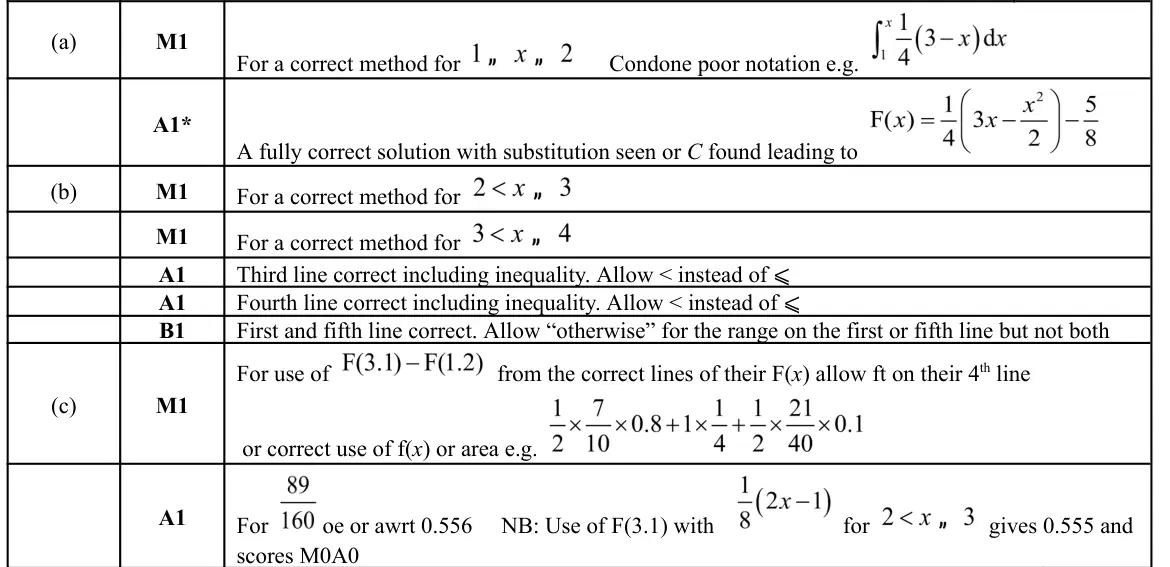 (a) M1 For a correct method for 1 „ x „ 2 Condone poor notation e.g. ∫₁ˣ 1/4 (3 − x) dx
A1* A fully correct solution with substitution seen or C found leading to F(x) = 1/4 (3x − x²/2) − 5/8
(b) M1 For a correct method for 2 < x „ 3
M1 For a correct method for 3 < x „ 4
A1 Third line correct including inequality. Allow < instead of ⩽
A1 Fourth line correct including inequality. Allow < instead of ⩽
B1 First and fifth line correct. Allow “otherwise” for the range on the first or fifth line but not both
For use of F(3.1) − F(1.2) from the correct lines of their F(x) allow ft on their 4th line
(c) M1
or correct use of f(x) or area e.g. 1/2 × 7/10 × 0.8 + 1 × 1/4 + 1/2 × 21/40 × 0.1
A1 For 89/160 oe or awrt 0.556 NB: Use of F(3.1) with 1/8 (2x − 1) for 2 < x „ 3 gives 0.555 and
scores M0A0